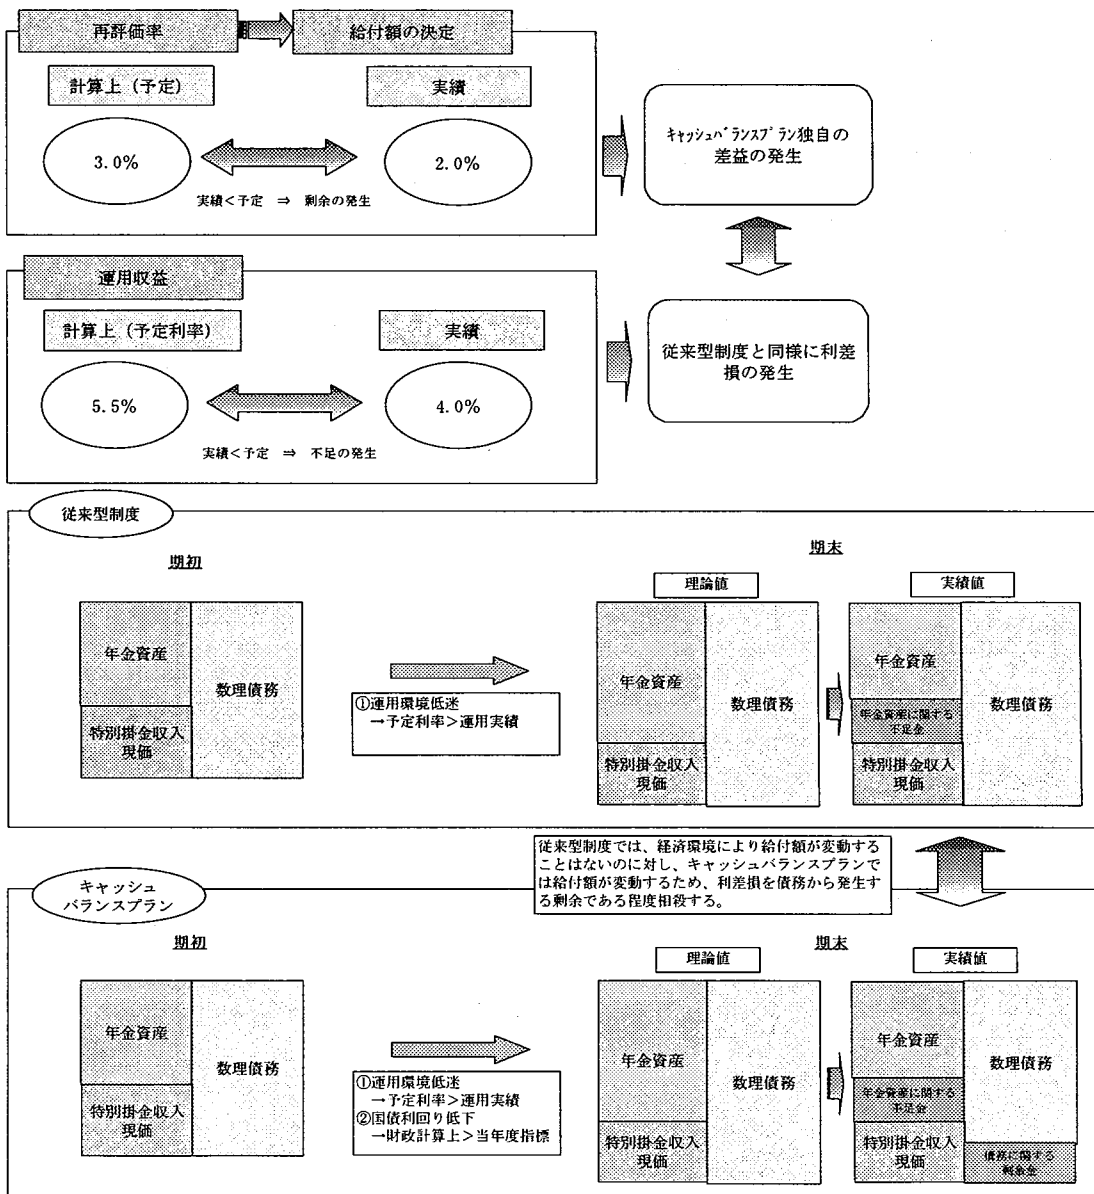 再評価率
給付額の決定
計算上（予定）
実績
3.0%
2.0%
実績＜予定 ⇒ 剰余の発生
ｷｬｯｼｭﾊﾞﾗﾝｽﾌﾟﾗﾝ独自の
差益の発生
運用収益
計算上（予定利率）
実績
5.5%
4.0%
実績＜予定 ⇒ 不足の発生
従来型制度と同様に利差
損の発生
従来型制度
期初
期末
理論値
実績値
年金資産
数理債務
特別掛金収入
現価
①運用環境低迷
→予定利率＞運用実績
年金資産
数理債務
特別掛金収入
現価
年金資産
年金資産に関する
不足金
数理債務
特別掛金収入
現価
従来型制度では、経済環境により給付額が変動する
ことはないのに対し、キャッシュバランスプランで
は給付額が変動するため、利差損を債務から発生す
る剰余である程度相殺する。
キャッシュ
バランスプラン
期初
期末
理論値
実績値
年金資産
数理債務
特別掛金収入
現価
①運用環境低迷
→予定利率＞運用実績
②国債利回り低下
→財政計算上＞当年度指標
年金資産
数理債務
特別掛金収入
現価
年金資産
年金資産に関する
不足金
数理債務
特別掛金収入
現価
債務に関する
剰余金